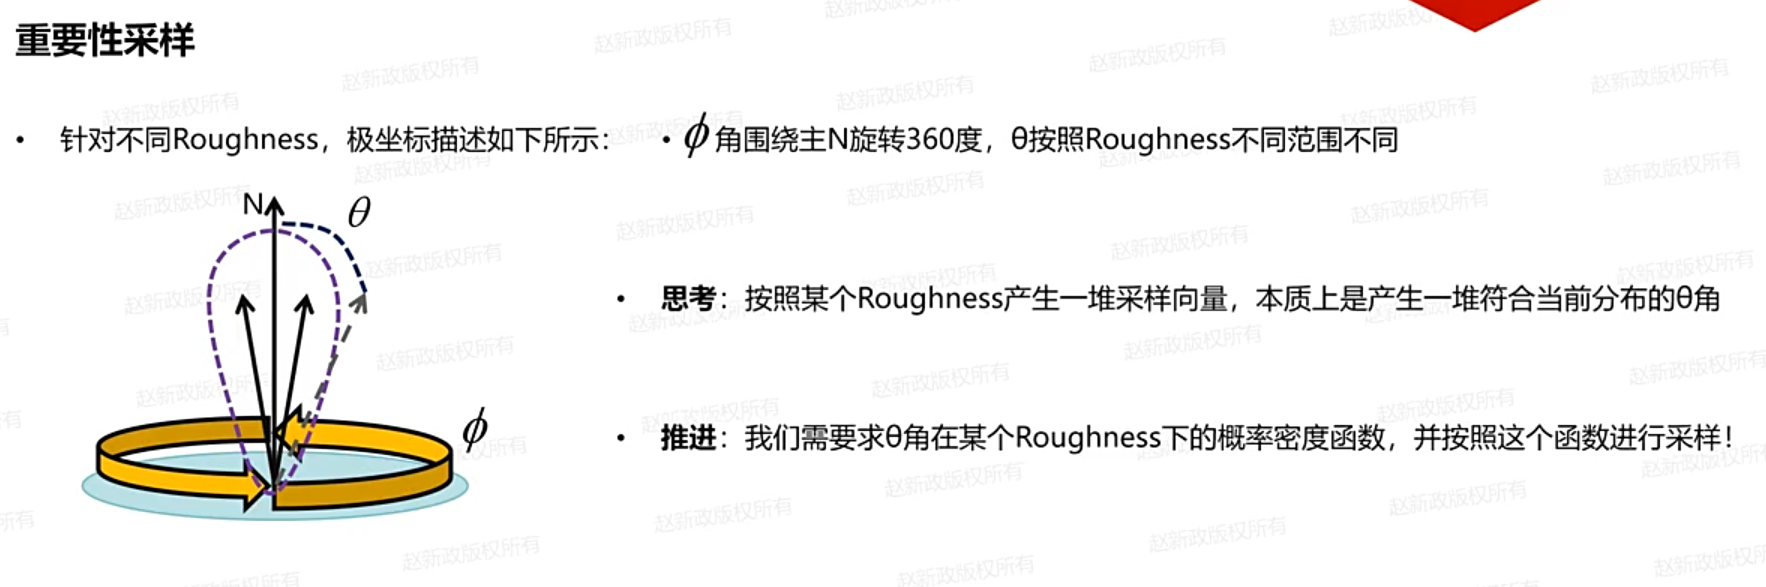 重要性采样
• 针对不同Roughness，极坐标描述如下所示：
• ϕ角围绕主N旋转360度，θ按照Roughness不同范围不同
N
θ
ϕ
• 思考：按照某个Roughness产生一堆采样向量，本质上是产生一堆符合当前分布的θ角
• 推进：我们需要求θ角在某个Roughness下的概率密度函数，并按照这个函数进行采样！
赵新政版权所有